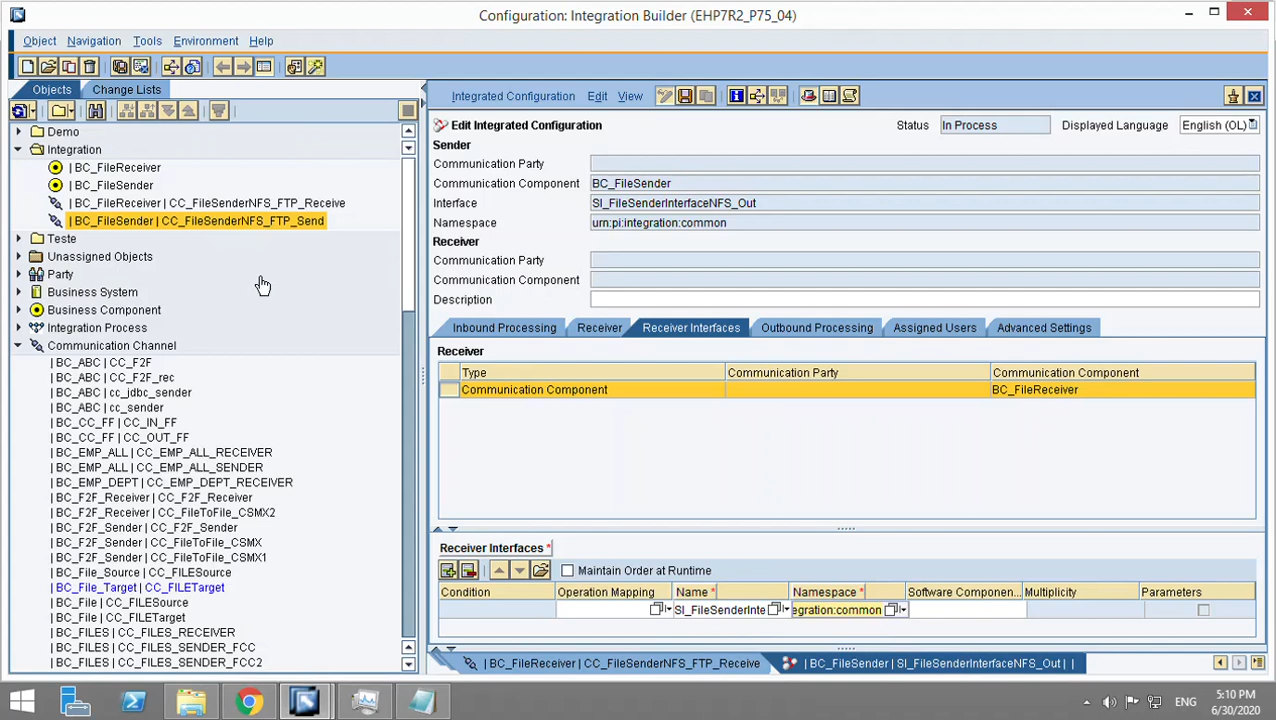 Configuration: Integration Builder (EHP7R2_P75_04)
Object Navigation Tools Environment Help
Objects Change Lists
Demo
Integration
| BC_FileReceiver
| BC_FileSender
| BC_FileReceiver | CC_FileSenderNFS_FTP_Receive
| BC_FileSender | CC_FileSenderNFS_FTP_Send
Teste
Unassigned Objects
Party
Business System
Business Component
Integration Process
Communication Channel
| BC_ABC | CC_F2F
| BC_ABC | CC_F2F_rec
| BC_ABC | cc_jdbc_sender
| BC_ABC | cc_sender
| BC_CC_FF | CC_IN_FF
| BC_CC_FF | CC_OUT_FF
| BC_EMP_ALL | CC_EMP_ALL_RECEIVER
| BC_EMP_ALL | CC_EMP_ALL_SENDER
| BC_EMP_DEPT | CC_EMP_DEPT_RECEIVER
| BC_F2F_Receiver | CC_F2F_Receiver
| BC_F2F_Receiver | CC_FileToFile_CSMX2
| BC_F2F_Sender | CC_F2F_Sender
| BC_F2F_Sender | CC_FileToFile_CSMX
| BC_F2F_Sender | CC_FileToFile_CSMX1
| BC_File_Source | CC_FILESource
| BC_File_Target | CC_FILETarget
| BC_File | CC_FILESource
| BC_File | CC_FILETarget
| BC_FILES | CC_FILES_RECEIVER
| BC_FILES | CC_FILES_SENDER_FCC
| BC_FILES | CC_FILES_SENDER_FCC2
Integrated Configuration Edit View
Edit Integrated Configuration Status In Process Displayed Language English (OL)
Sender
Communication Party
Communication Component BC_FileSender
Interface SI_FileSenderInterfaceNFS_Out
Namespace urn:pi:integration:common
Receiver
Communication Party
Communication Component
Description
Inbound Processing Receiver Receiver Interfaces Outbound Processing Assigned Users Advanced Settings
Receiver
Type Communication Party Communication Component
Communication Component BC_FileReceiver
Receiver Interfaces *
Maintain Order at Runtime
Condition Operation Mapping Name * Namespace * Software Componen... Multiplicity Parameters
SI_FileSenderInte egration:common
| BC_FileReceiver | CC_FileSenderNFS_FTP_Receive | BC_FileSender | SI_FileSenderInterfaceNFS_Out | |
ENG 5:10 PM
6/30/2020